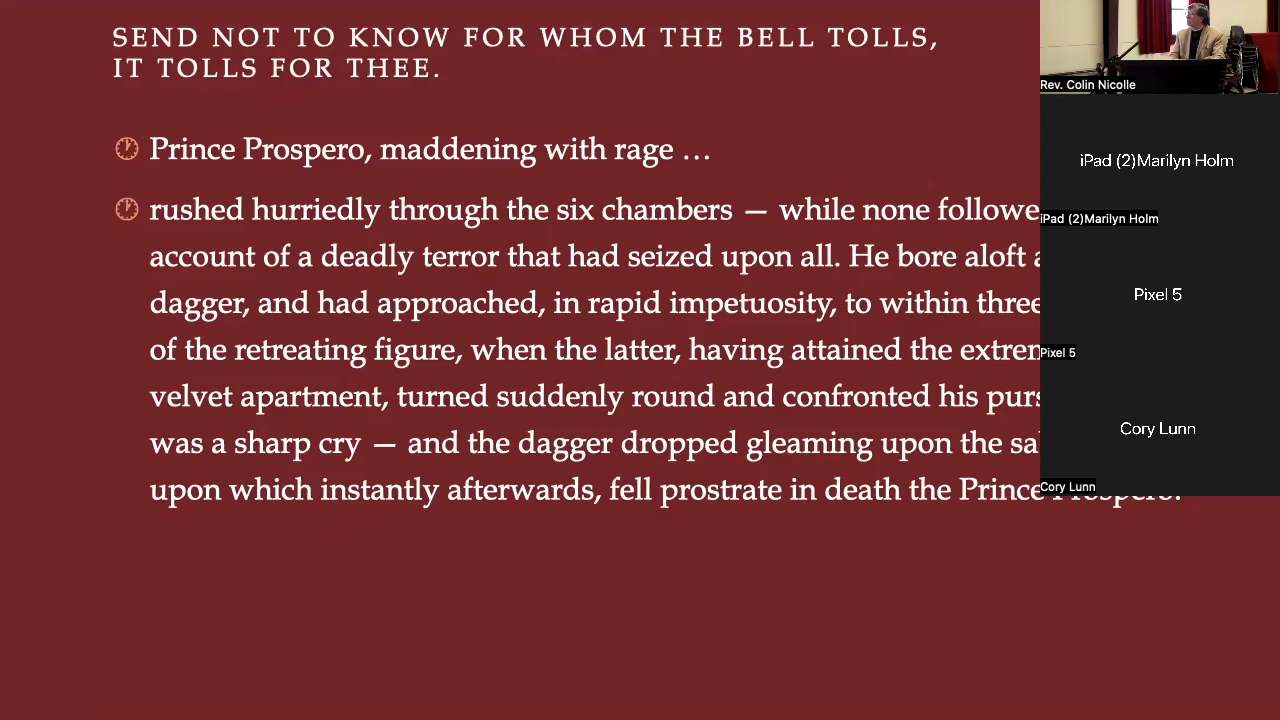 SEND NOT TO KNOW FOR WHOM THE BELL TOLLS,
IT TOLLS FOR THEE.
Prince Prospero, maddening with rage …
rushed hurriedly through the six chambers — while none
account of a deadly terror that had seized upon all. He bore aloft
dagger, and had approached, in rapid impetuosity, to within three
of the retreating figure, when the latter, having attained the
velvet apartment, turned suddenly round and confronted his
was a sharp cry — and the dagger dropped gleaming upon the
upon which instantly afterwards, fell prostrate in death the Prince Prospero.
Rev. Colin Nicolle
iPad (2)Marilyn Holm
iPad (2)Marilyn Holm
Pixel 5
Pixel 5
Cory Lunn
Cory Lunn